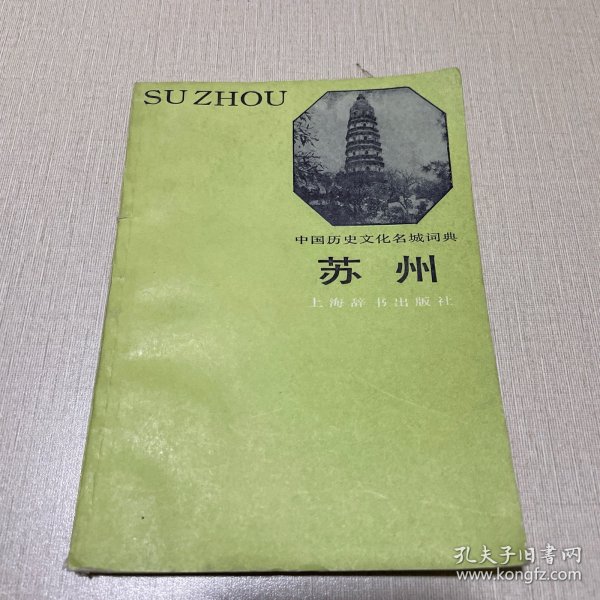 SU ZHOU
中国历史文化名城词典
苏州
上海辞书出版社
孔夫子旧书网
www.kongfz.com